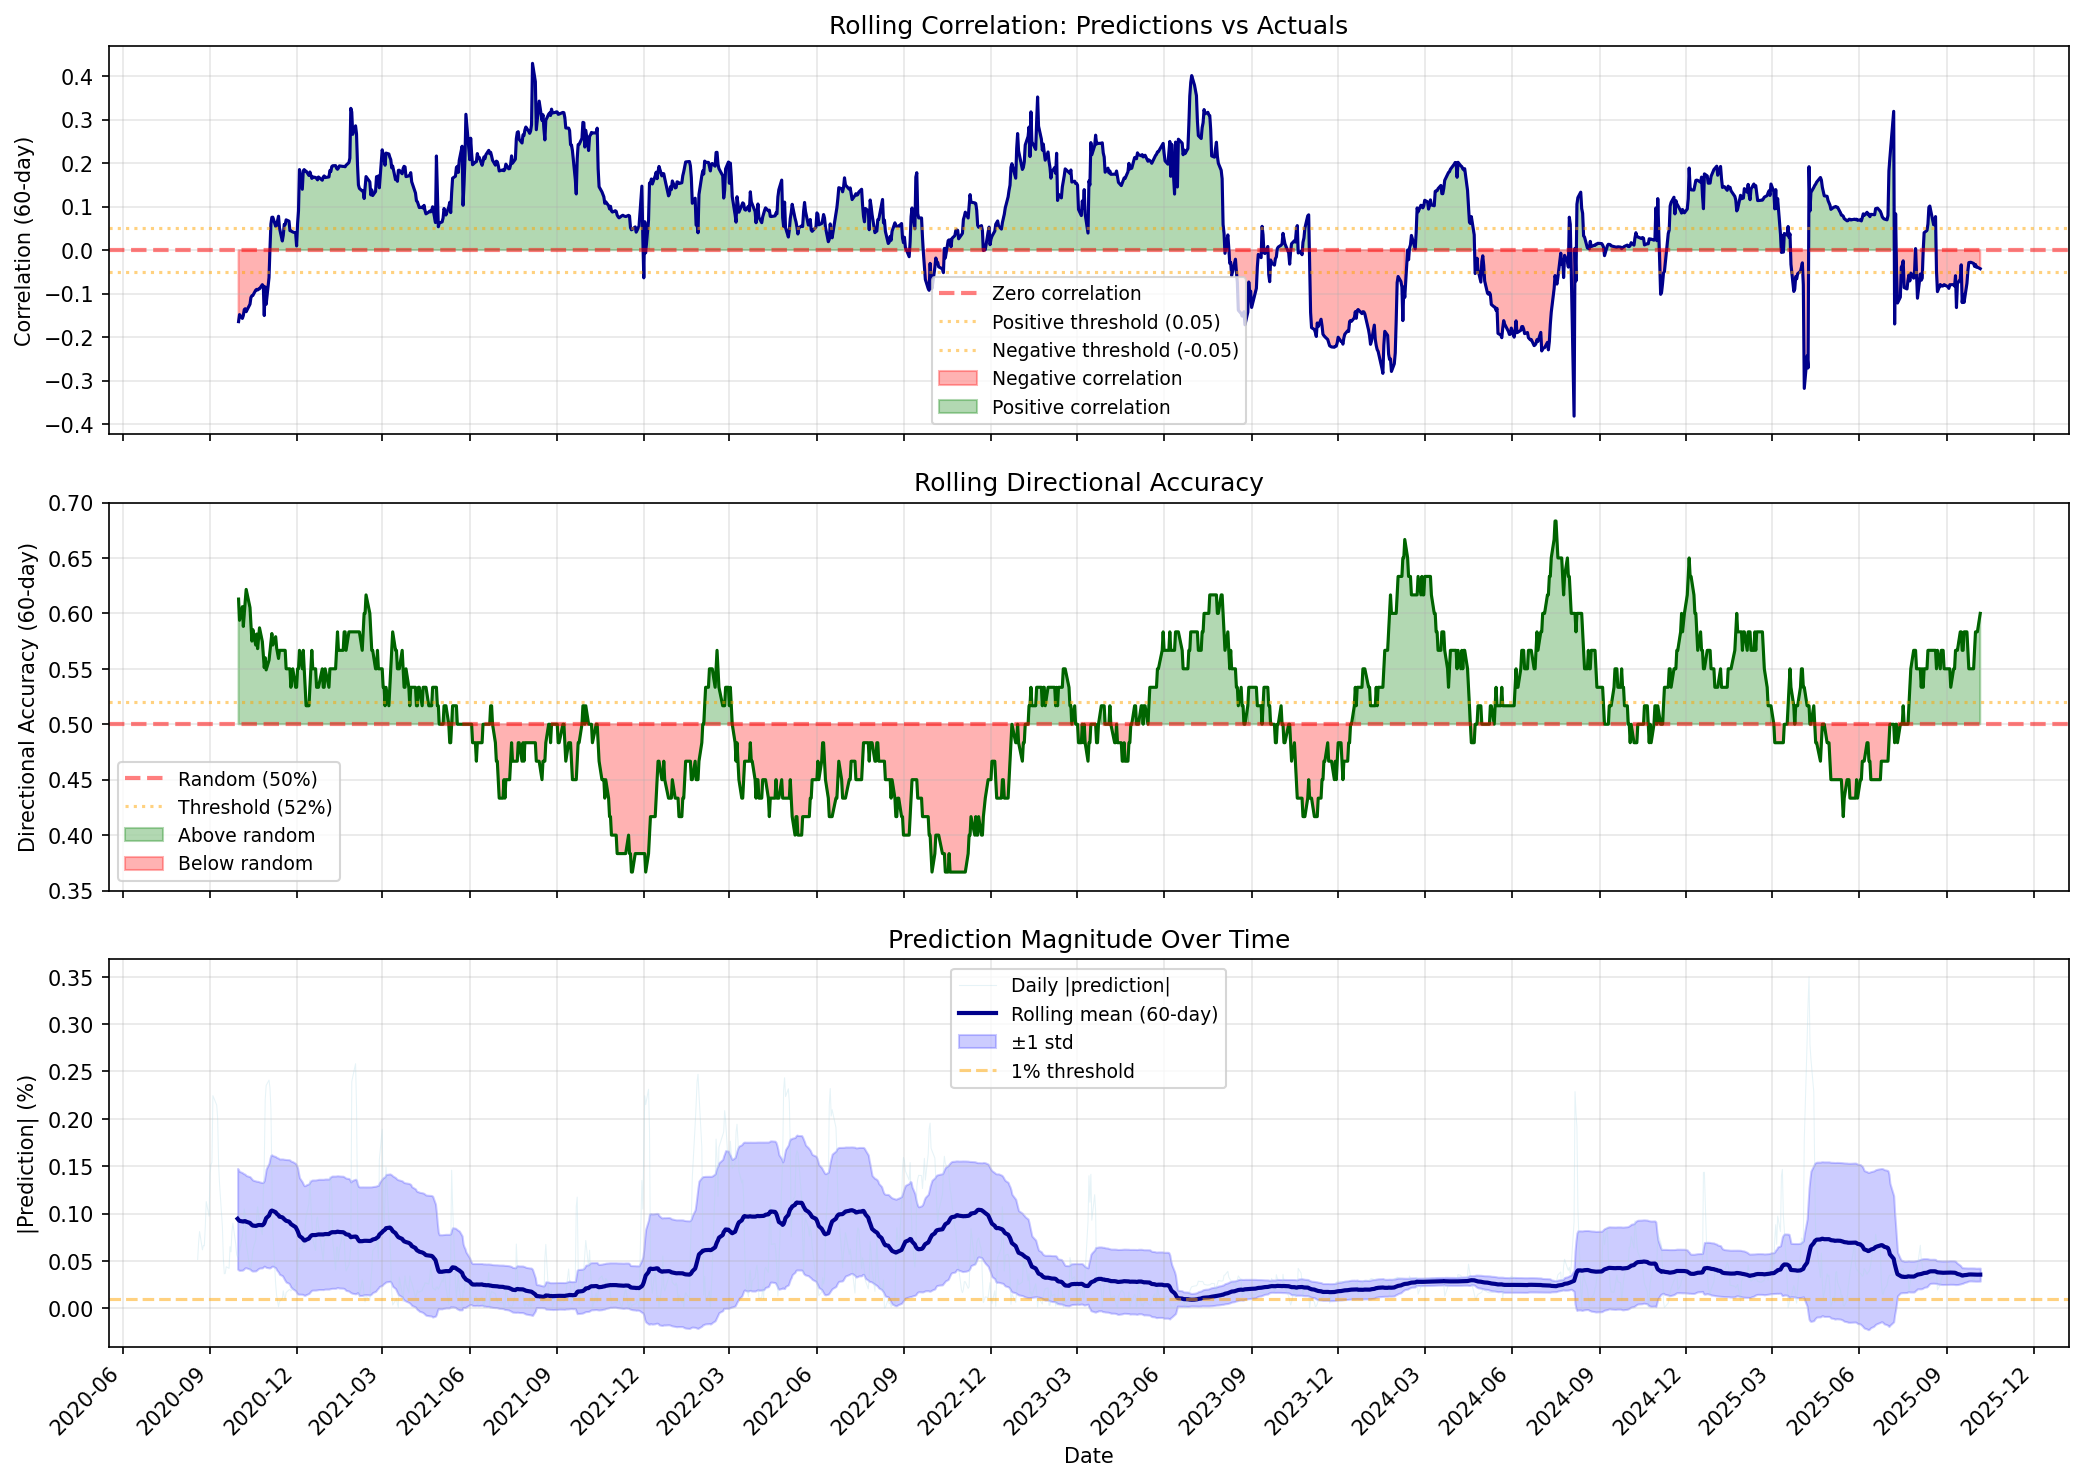 Rolling Correlation: Predictions vs Actuals
Correlation (60-day)
0.4
0.3
0.2
0.1
0.0
−0.1
−0.2
−0.3
−0.4
Zero correlation
Positive threshold (0.05)
Negative threshold (-0.05)
Negative correlation
Positive correlation
Rolling Directional Accuracy
Directional Accuracy (60-day)
0.70
0.65
0.60
0.55
0.50
0.45
0.40
0.35
Random (50%)
Threshold (52%)
Above random
Below random
Prediction Magnitude Over Time
|Prediction| (%)
0.35
0.30
0.25
0.20
0.15
0.10
0.05
0.00
Daily |prediction|
Rolling mean (60-day)
±1 std
1% threshold
2020-06
2020-09
2020-12
2021-03
2021-06
2021-09
2021-12
2022-03
2022-06
2022-09
2022-12
2023-03
2023-06
2023-09
2023-12
2024-03
2024-06
2024-09
2024-12
2025-03
2025-06
2025-09
2025-12
Date